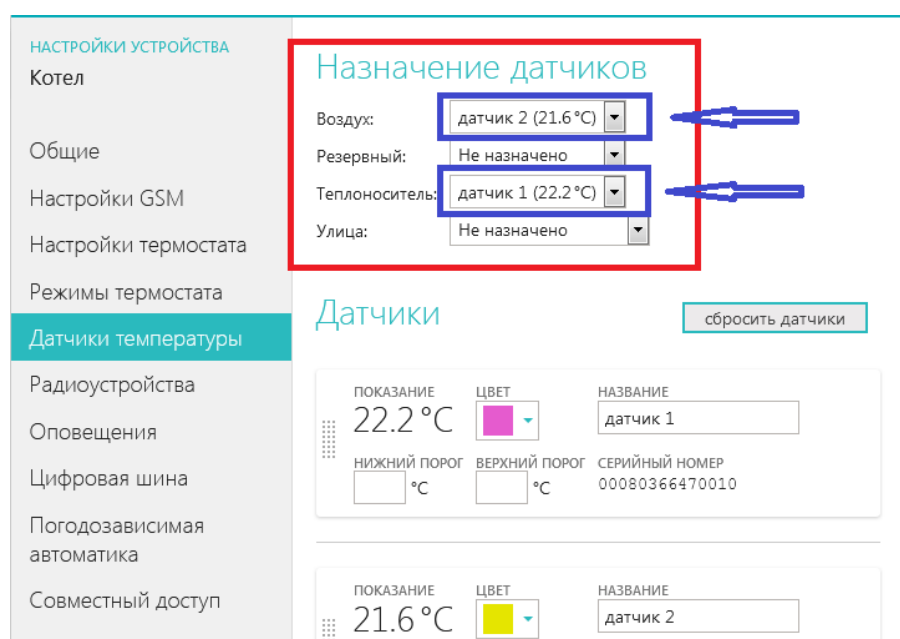 НАСТРОЙКИ УСТРОЙСТВА
Котел
Общие
Настройки GSM
Настройки термостата
Режимы термостата
Датчики температуры
Радиоустройства
Оповещения
Цифровая шина
Погодозависимая
автоматика
Совместный доступ
Назначение датчиков
Воздух: датчик 2 (21.6 °C)
Резервный: Не назначено
Теплоноситель: датчик 1 (22.2 °C)
Улица: Не назначено
Датчики
сбросить датчики
ПОКАЗАНИЕ ЦВЕТ НАЗВАНИЕ
22.2 °C датчик 1
НИЖНИЙ ПОРОГ ВЕРХНИЙ ПОРОГ СЕРИЙНЫЙ НОМЕР
°C °C 00080366470010
ПОКАЗАНИЕ ЦВЕТ НАЗВАНИЕ
21.6 °C датчик 2